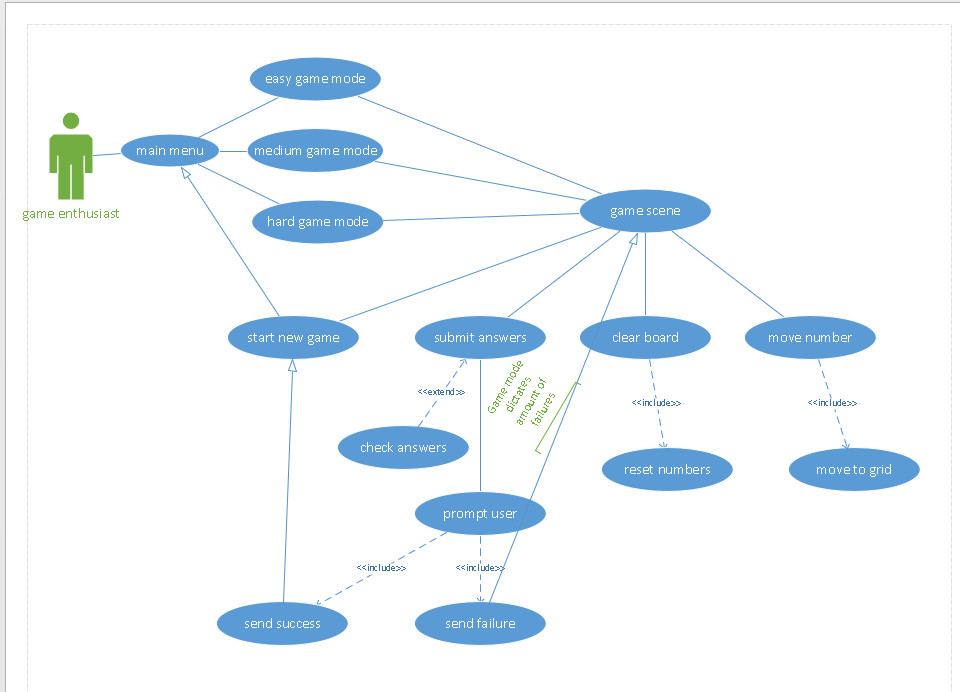 easy game mode
main menu
medium game mode
game enthusiast
hard game mode
game scene
start new game
submit answers
clear board
move number
Game mode
dictates
amount of
failures
<<extend>>
<<include>>
<<include>>
check answers
reset numbers
move to grid
prompt user
<<include>>
<<include>>
send success
send failure